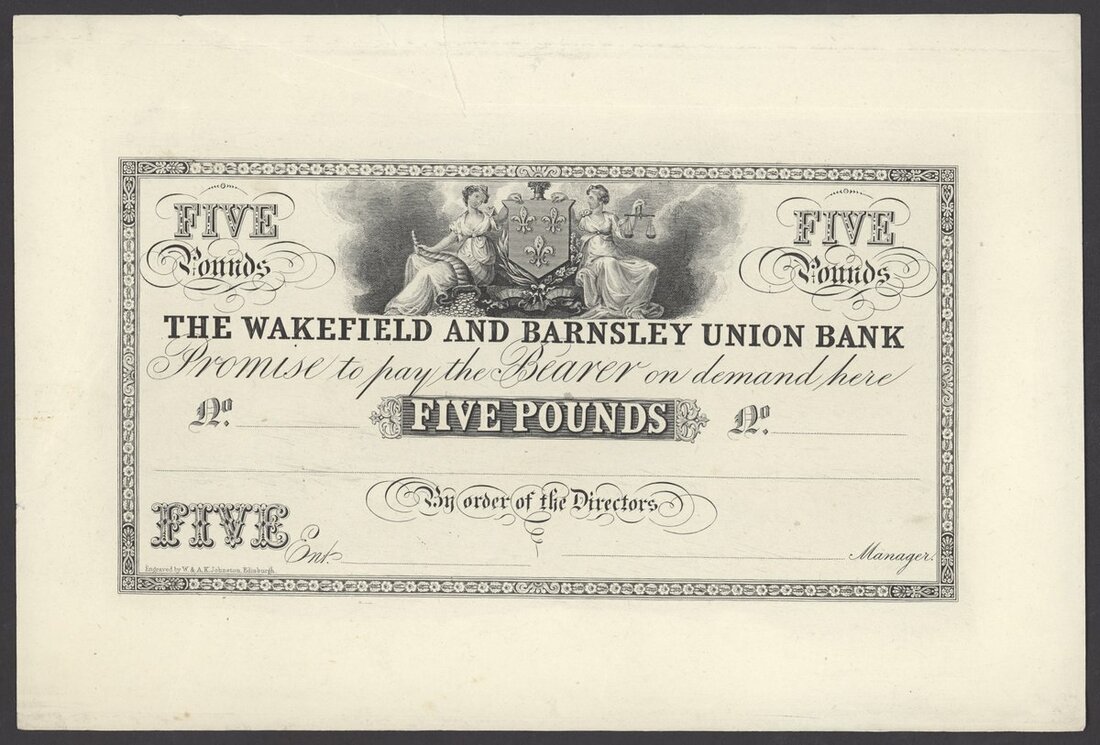 FIVE
Pounds
FIVE
Pounds
THE WAKEFIELD AND BARNSLEY UNION BANK
Promise to pay the Bearer on demand here
No.
FIVE POUNDS
No.
By order of the Directors
FIVE
Ent.
Manager.
Engraved by W. & A.K. Johnston, Edinburgh.